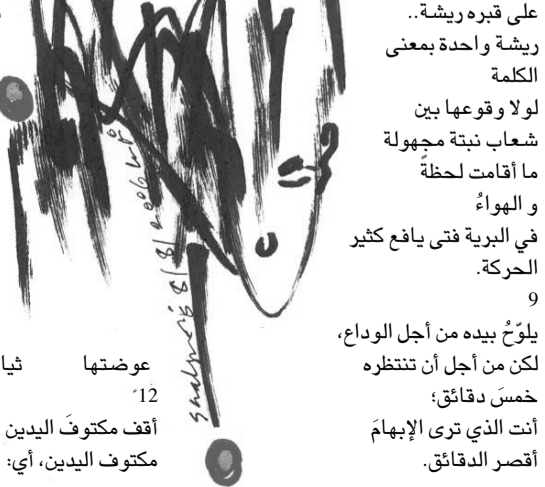 على قبره ريشة..
ريشة واحدة بمعنى
الكلمة
لولا وقوعها بين
شعاب نبتة مجهولة
ما أقامت لحظةً
و الهواءُ
في البرية فتى يافع كثير
الحركة.
9
يلوّحُ بيده من أجل الوداع،
لكن من أجل أن تنتظره
خمسَ دقائق؛
أنت الذي ترى الإبهامَ
أقصر الدقائق.
عوضتها ثيا
12
أقف مكتوفَ اليدين
مكتوف اليدين، أي: